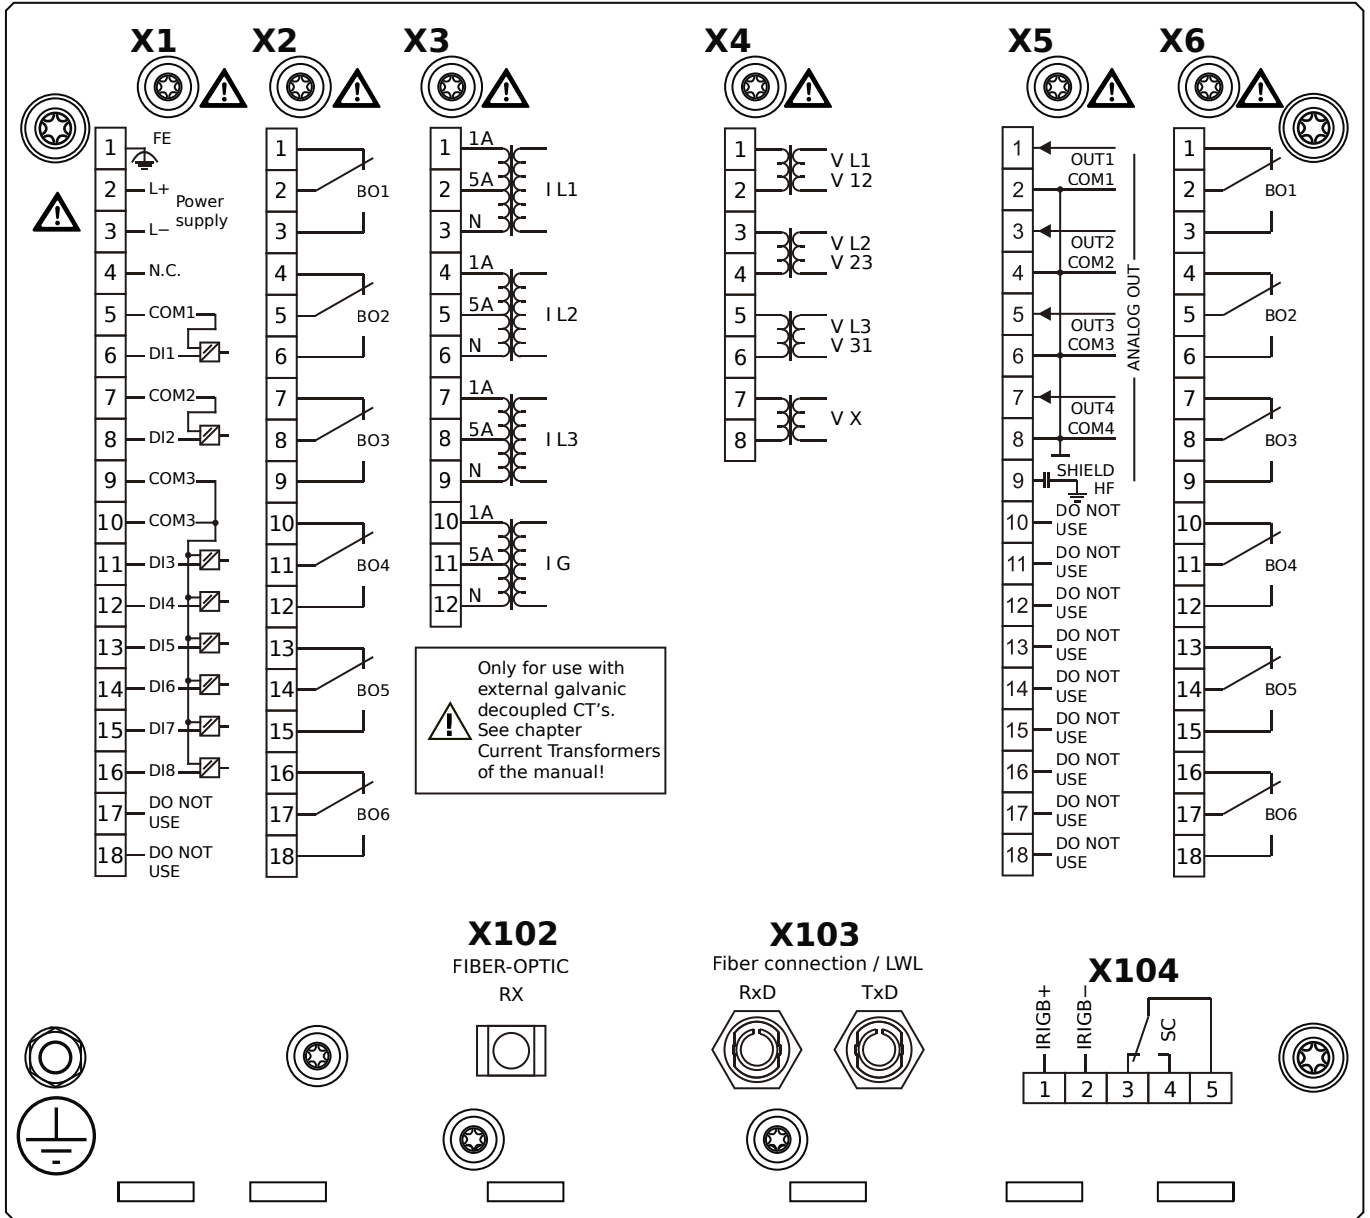 X1
X2
X3
X4
X5
X6
1 FE
2 L+
Power
supply
3 L−
4 N.C.
5 COM1
6 DI1
7 COM2
8 DI2
9 COM3
10 COM3
11 DI3
12 DI4
13 DI5
14 DI6
15 DI7
16 DI8
17 DO NOT
USE
18 DO NOT
USE
1
2 BO1
3
4
5 BO2
6
7
8 BO3
9
10
11 BO4
12
13
14 BO5
15
16
17 BO6
18
1 1A
2 5A I L1
3 N
4 1A
5 5A I L2
6 N
7 1A
8 5A I L3
9 N
10 1A
11 5A I G
12 N
Only for use with
external galvanic
decoupled CT's.
See chapter
Current Transformers
of the manual!
1 V L1
2 V 12
3 V L2
4 V 23
5 V L3
6 V 31
7
V X
8
1 OUT1
2 COM1
3 OUT2
4 COM2
5 OUT3
6 COM3
7 OUT4
8 COM4
ANALOG OUT
9 SHIELD
HF
10 DO NOT
USE
11 DO NOT
USE
12 DO NOT
USE
13 DO NOT
USE
14 DO NOT
USE
15 DO NOT
USE
16 DO NOT
USE
17 DO NOT
USE
18 DO NOT
USE
1
2 BO1
3
4
5 BO2
6
7
8 BO3
9
10
11 BO4
12
13
14 BO5
15
16
17 BO6
18
X102
FIBER-OPTIC
RX
X103
Fiber connection / LWL
RxD TxD
X104
IRIGB+
IRIGB−
SC
1 2 3 4 5